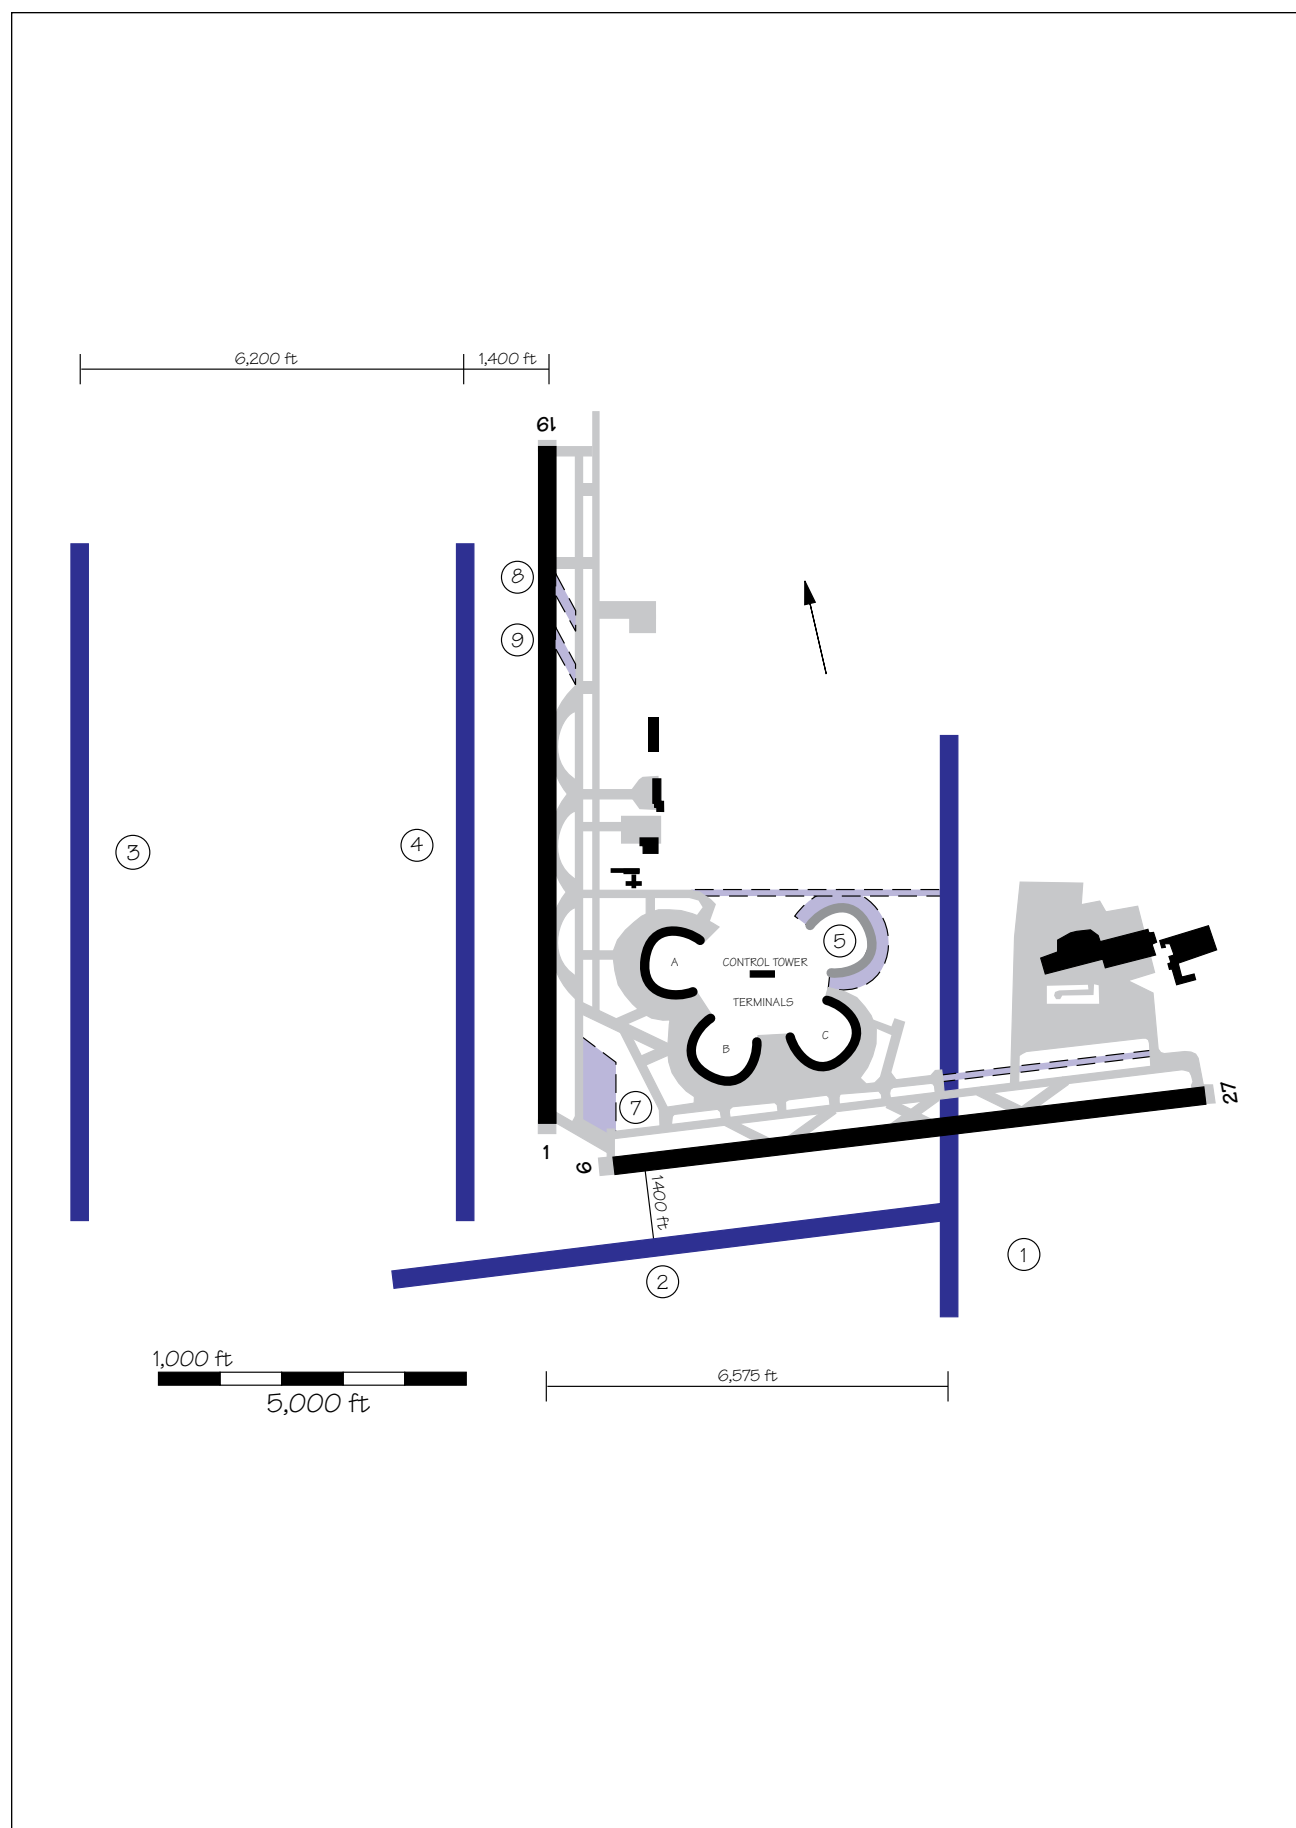 6,200 ft
1,400 ft
19
8
9
3
4
5
A
CONTROL TOWER
TERMINALS
B
C
7
27
1
9
1400 ft
1
2
1,000 ft
5,000 ft
6,575 ft